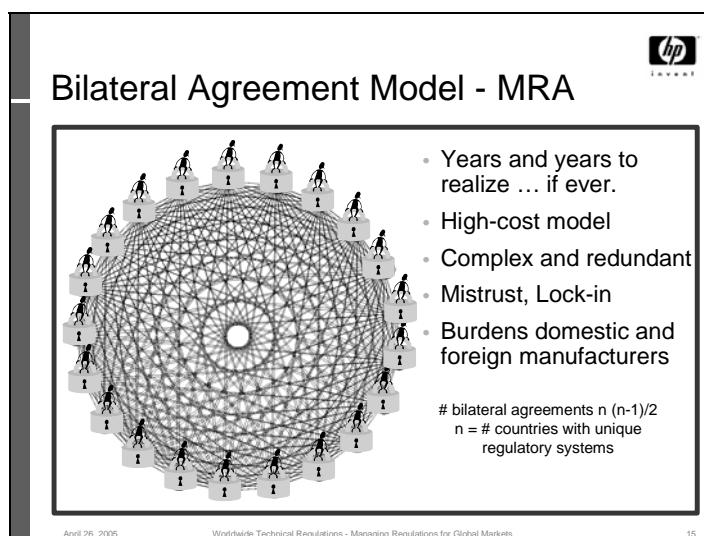 hp
invent
Bilateral Agreement Model - MRA
• Years and years to
realize … if ever.
• High-cost model
• Complex and redundant
• Mistrust, Lock-in
• Burdens domestic and
foreign manufacturers
# bilateral agreements n (n-1)/2
n = # countries with unique
regulatory systems
April 26, 2005 Worldwide Technical Regulations - Managing Regulations for Global Markets 15